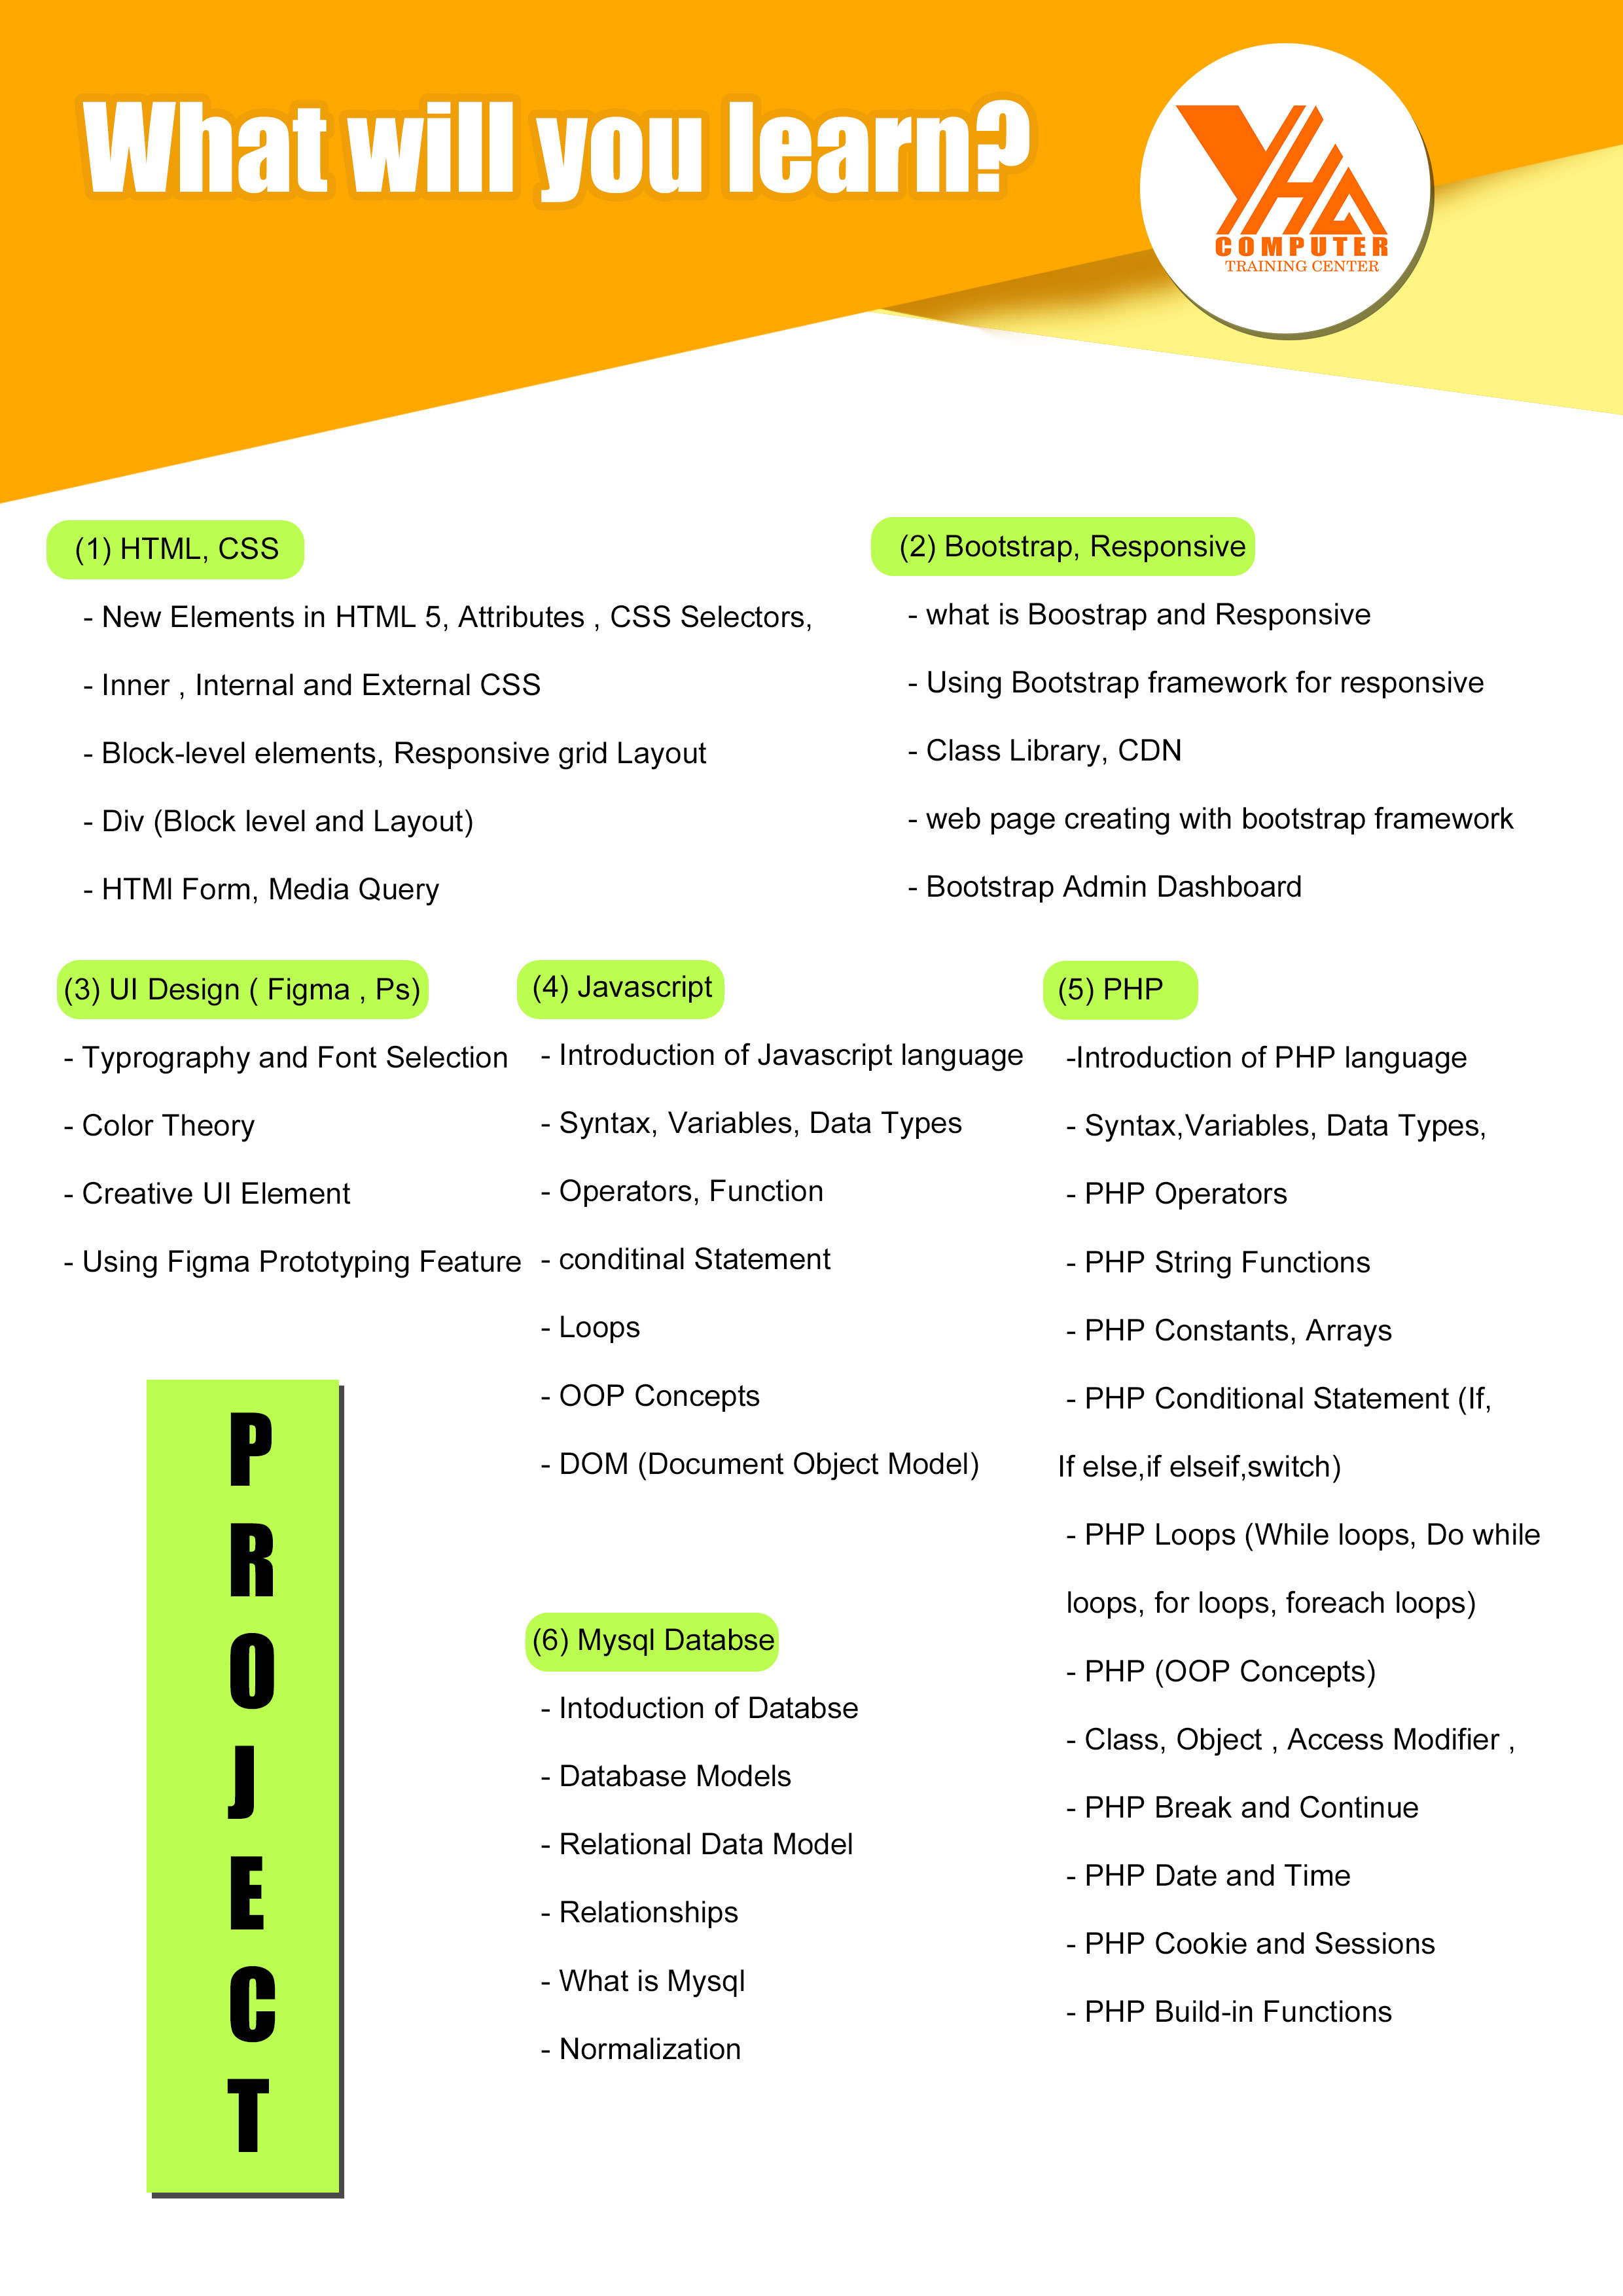 What will you learn?
YHA
COMPUTER
TRAINING CENTER
(1) HTML, CSS
- New Elements in HTML 5, Attributes , CSS Selectors,
- Inner , Internal and External CSS
- Block-level elements, Responsive grid Layout
- Div (Block level and Layout)
- HTMl Form, Media Query
(2) Bootstrap, Responsive
- what is Boostrap and Responsive
- Using Bootstrap framework for responsive
- Class Library, CDN
- web page creating with bootstrap framework
- Bootstrap Admin Dashboard
(3) UI Design ( Figma , Ps)
- Typrography and Font Selection
- Color Theory
- Creative UI Element
- Using Figma Prototyping Feature
(4) Javascript
- Introduction of Javascript language
- Syntax, Variables, Data Types
- Operators, Function
- conditinal Statement
- Loops
- OOP Concepts
- DOM (Document Object Model)
(5) PHP
-Introduction of PHP language
- Syntax,Variables, Data Types,
- PHP Operators
- PHP String Functions
- PHP Constants, Arrays
- PHP Conditional Statement (If,
If else,if elseif,switch)
- PHP Loops (While loops, Do while
loops, for loops, foreach loops)
- PHP (OOP Concepts)
- Class, Object , Access Modifier ,
- PHP Break and Continue
- PHP Date and Time
- PHP Cookie and Sessions
- PHP Build-in Functions
(6) Mysql Databse
- Intoduction of Databse
- Database Models
- Relational Data Model
- Relationships
- What is Mysql
- Normalization
PROJECT